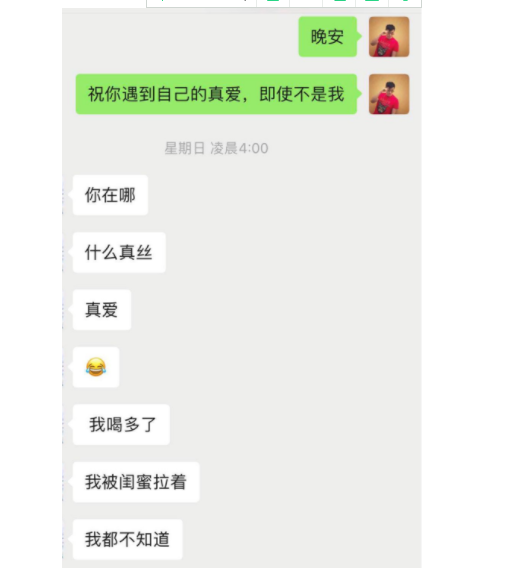 晚安
祝你遇到自己的真爱，即使不是我
星期日 凌晨4:00
你在哪
什么真丝
真爱
😂
我喝多了
我被闺蜜拉着
我都不知道